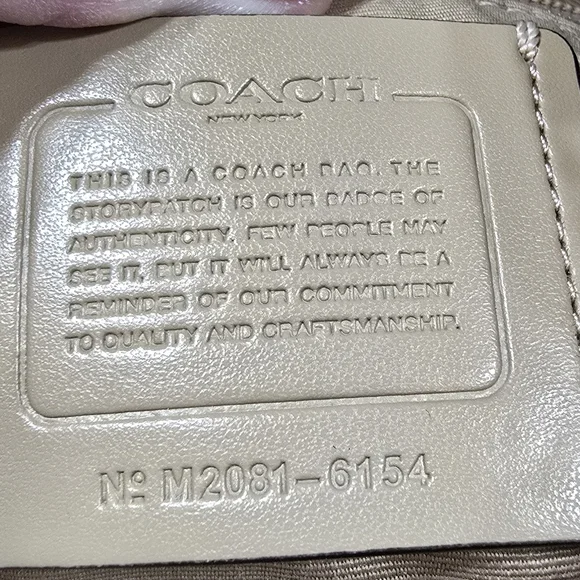 COACH
NEW YORK
THIS IS A COACH BAG. THE
STORYPATCH IS OUR BADGE OF
AUTHENTICITY. FEW PEOPLE MAY
SEE IT, BUT IT WILL ALWAYS BE A
REMINDER OF OUR COMMITMENT
TO QUALITY AND CRAFTSMANSHIP.
Nº M2081-6154